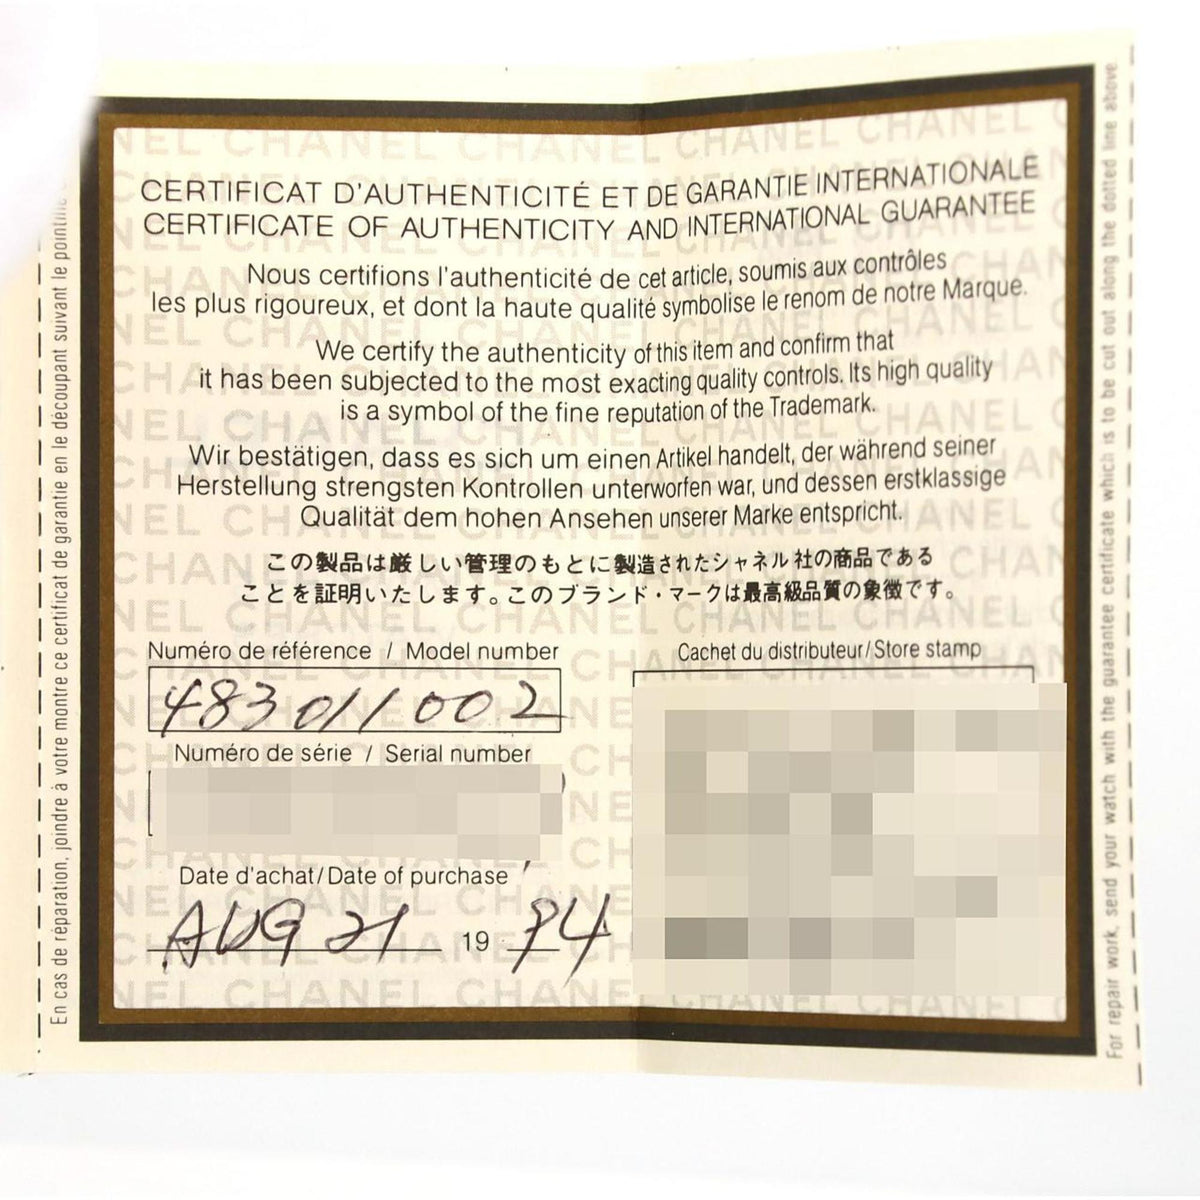 CERTIFICAT D'AUTHENTICITÉ ET DE GARANTIE INTERNATIONALE
CERTIFICATE OF AUTHENTICITY AND INTERNATIONAL GUARANTEE
Nous certifions l'authenticité de cet article, soumis aux contrôles
les plus rigoureux, et dont la haute qualité symbolise le renom de notre Marque.
We certify the authenticity of this item and confirm that
it has been subjected to the most exacting quality controls. Its high quality
is a symbol of the fine reputation of the Trademark.
Wir bestätigen, dass es sich um einen Artikel handelt, der während seiner
Herstellung strengsten Kontrollen unterworfen war, und dessen erstklassige
Qualität dem hohen Ansehen unserer Marke entspricht.
この製品は厳しい管理のもとに製造されたシャネル社の商品である
ことを証明いたします。このブランド・マークは最高級品質の象徴です。
Numéro de référence / Model number
483011002
Numéro de série / Serial number
Date d'achat/Date of purchase
AUG 21 19 94
Cachet du distributeur/Store stamp
En cas de réparation, joindre à votre montre ce certificat de garantie en le découpant suivant le pointillé
For repair work, send your watch with the guarantee certificate which is to be cut out along the dotted line above
CHANEL